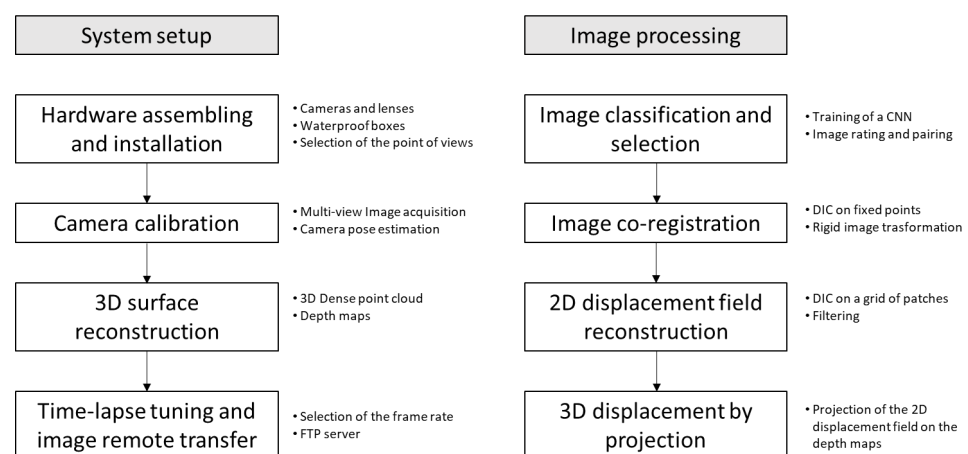 System setup
Hardware assembling
and installation
• Cameras and lenses
• Waterproof boxes
• Selection of the point of views
Camera calibration
• Multi-view Image acquisition
• Camera pose estimation
3D surface
reconstruction
• 3D Dense point cloud
• Depth maps
Time-lapse tuning and
image remote transfer
• Selection of the frame rate
• FTP server
Image processing
Image classification and
selection
• Training of a CNN
• Image rating and pairing
Image co-registration
• DIC on fixed points
• Rigid image trasformation
2D displacement field
reconstruction
• DIC on a grid of patches
• Filtering
3D displacement by
projection
• Projection of the 2D
displacement field on the
depth maps